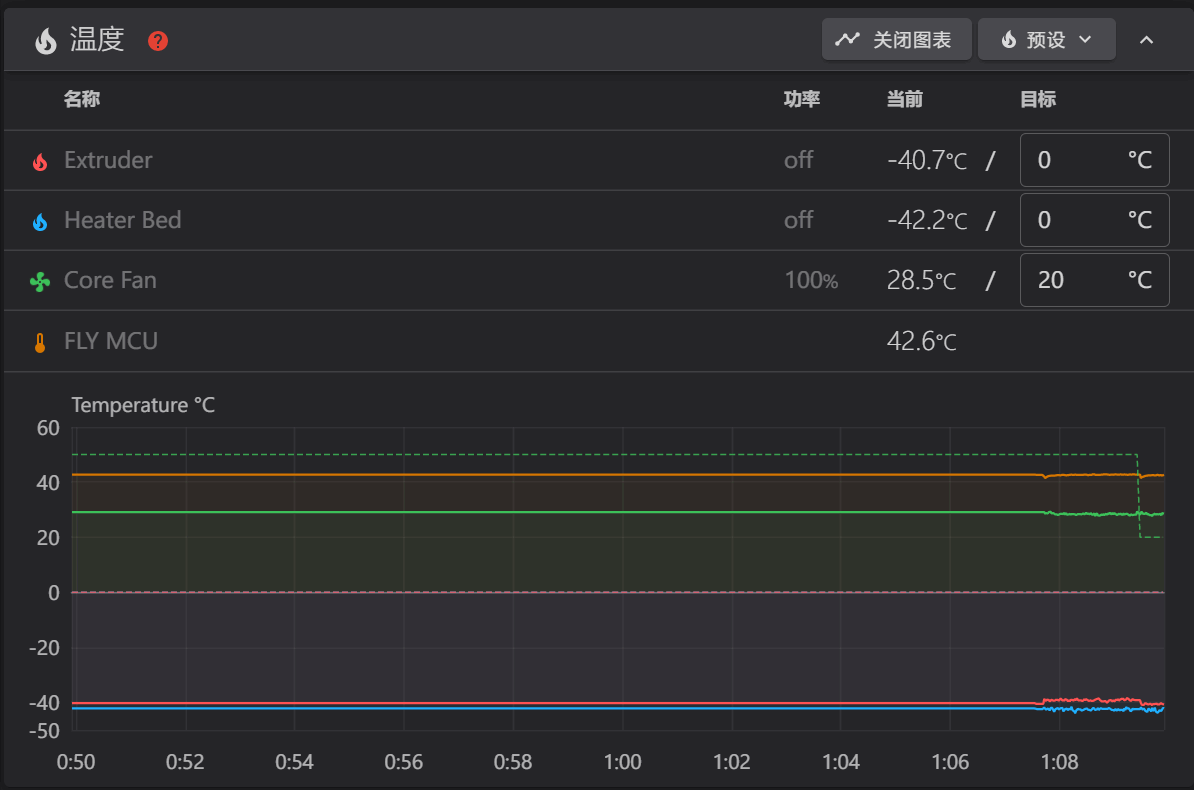 温度 ? 关闭图表 预设
名称 功率 当前 目标
Extruder off -40.7°C / 0 °C
Heater Bed off -42.2°C / 0 °C
Core Fan 100% 28.5°C / 20 °C
FLY MCU 42.6°C
Temperature °C
60
40
20
0
-20
-40
-50
0:50 0:52 0:54 0:56 0:58 1:00 1:02 1:04 1:06 1:08